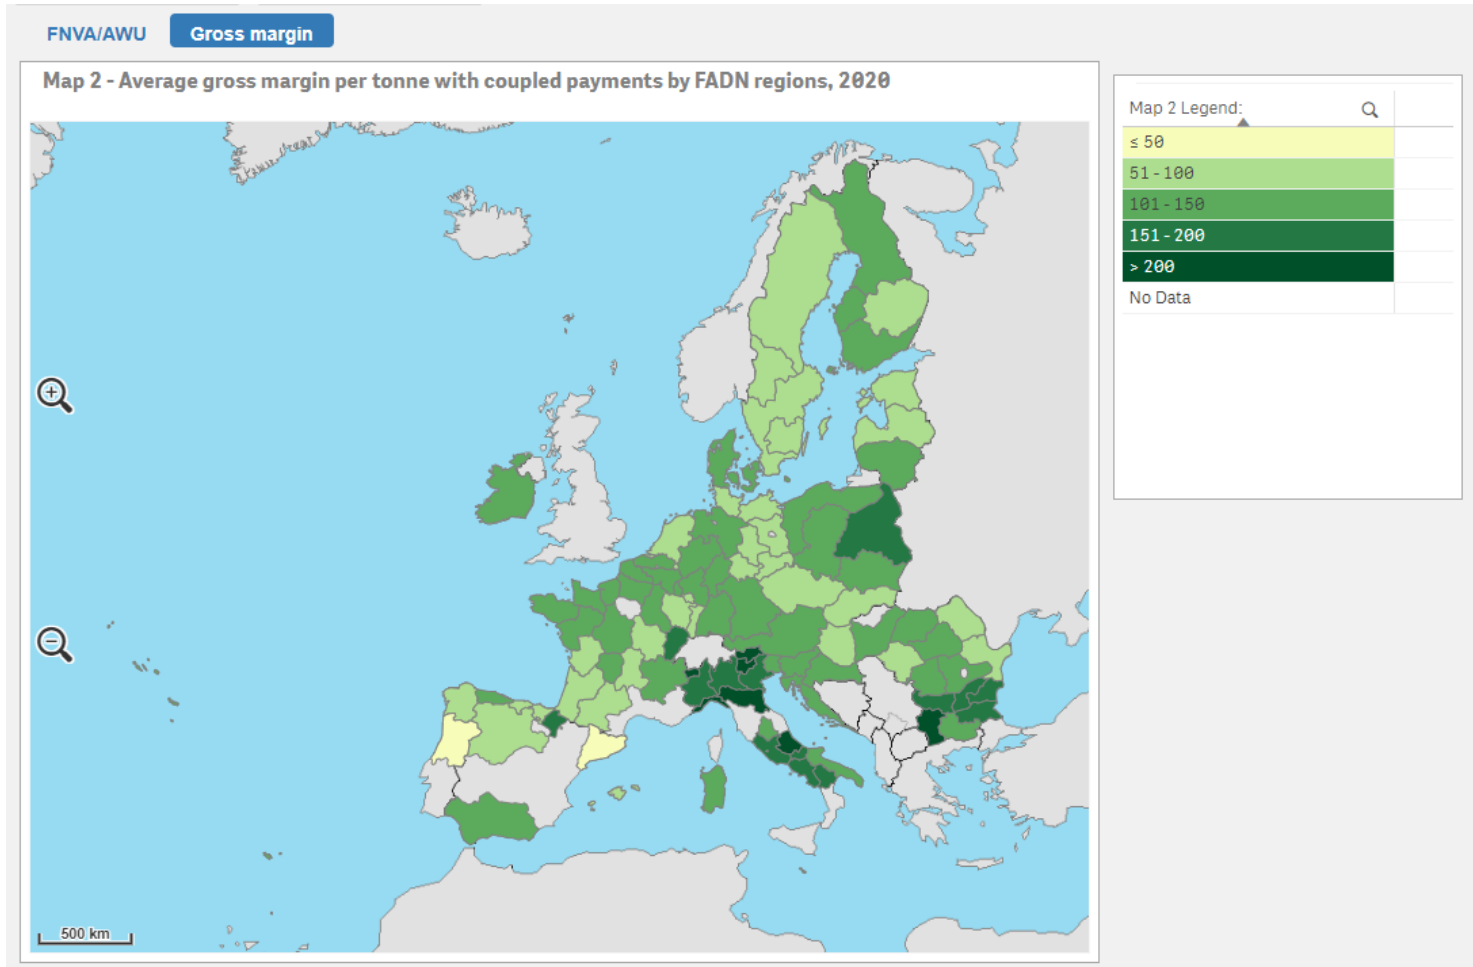 FNVA/AWU
Gross margin
Map 2 - Average gross margin per tonne with coupled payments by FADN regions, 2020
Map 2 Legend:
≤ 50
51 - 100
101 - 150
151 - 200
> 200
No Data
500 km